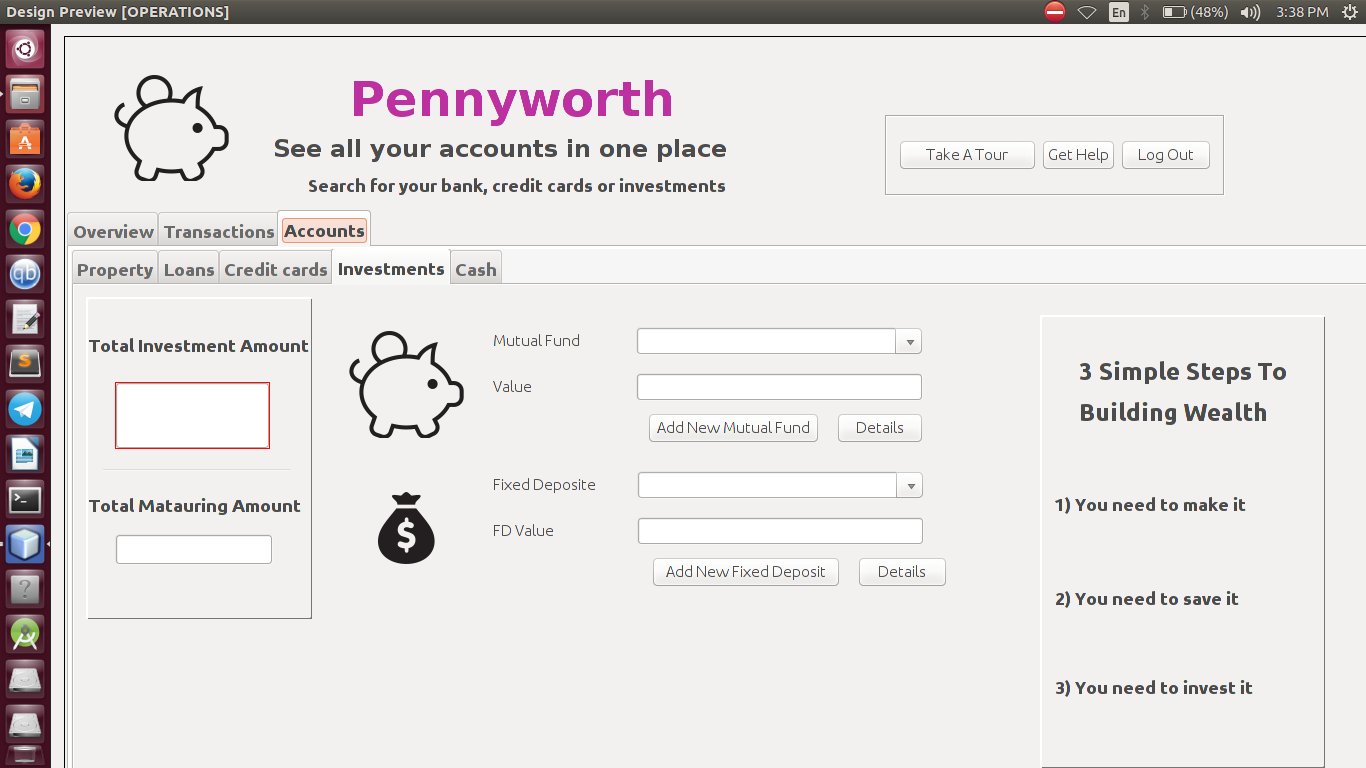 Design Preview [OPERATIONS]
En
(48%)
3:38 PM
Pennyworth
See all your accounts in one place
Search for your bank, credit cards or investments
Take A Tour
Get Help
Log Out
Overview
Transactions
Accounts
Property
Loans
Credit cards
Investments
Cash
Total Investment Amount
Total Matauring Amount
Mutual Fund
Value
Add New Mutual Fund
Details
$
Fixed Deposite
FD Value
Add New Fixed Deposit
Details
3 Simple Steps To
Building Wealth
1) You need to make it
2) You need to save it
3) You need to invest it
qb